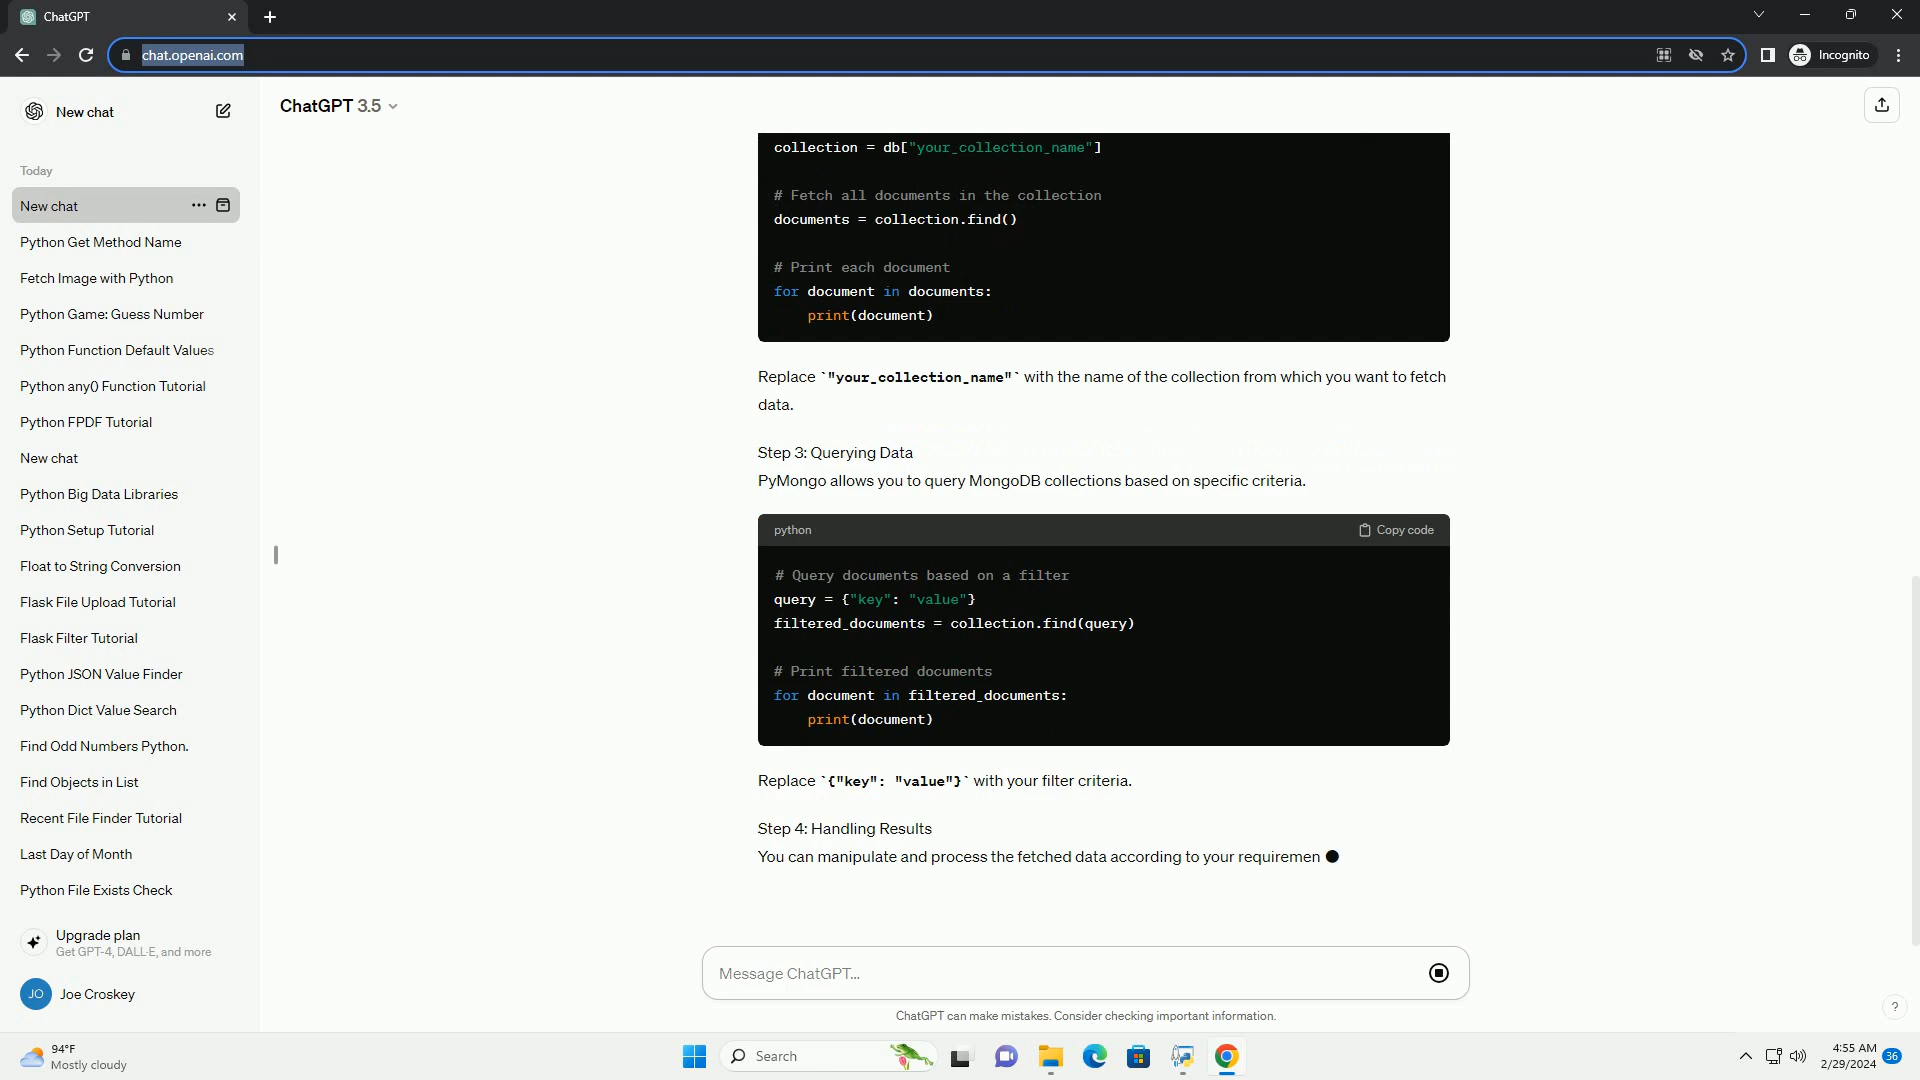 ChatGPT
chat.openai.com
Incognito
New chat
Today
New chat
Python Get Method Name
Fetch Image with Python
Python Game: Guess Number
Python Function Default Values
Python any() Function Tutorial
Python FPDF Tutorial
New chat
Python Big Data Libraries
Python Setup Tutorial
Float to String Conversion
Flask File Upload Tutorial
Flask Filter Tutorial
Python JSON Value Finder
Python Dict Value Search
Find Odd Numbers Python.
Find Objects in List
Recent File Finder Tutorial
Last Day of Month
Python File Exists Check
Upgrade plan
Get GPT-4, DALL·E, and more
JO Joe Croskey
ChatGPT 3.5
collection = db["your_collection_name"]
# Fetch all documents in the collection
documents = collection.find()
# Print each document
for document in documents:
    print(document)
Replace `"your_collection_name"` with the name of the collection from which you want to fetch
data.
Step 3: Querying Data
PyMongo allows you to query MongoDB collections based on specific criteria.
python Copy code
# Query documents based on a filter
query = {"key": "value"}
filtered_documents = collection.find(query)
# Print filtered documents
for document in filtered_documents:
    print(document)
Replace `{"key": "value"}` with your filter criteria.
Step 4: Handling Results
You can manipulate and process the fetched data according to your requiremen
Message ChatGPT...
ChatGPT can make mistakes. Consider checking important information.
?
94°F
Mostly cloudy
Search
4:55 AM
2/29/2024
36